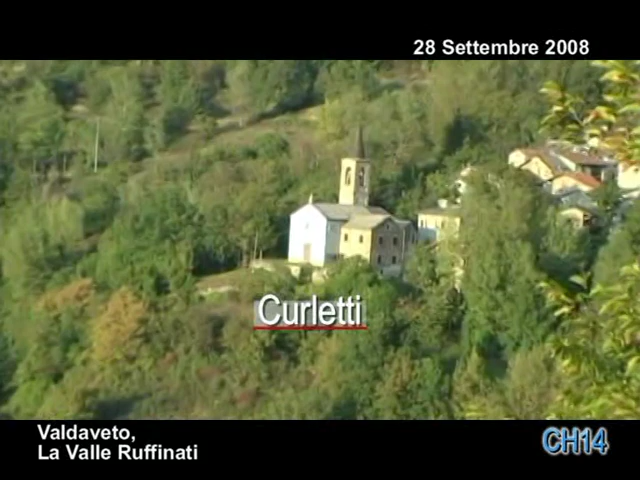 28 Settembre 2008
Curletti
Valdaveto,
La Valle Ruffinati
CH14